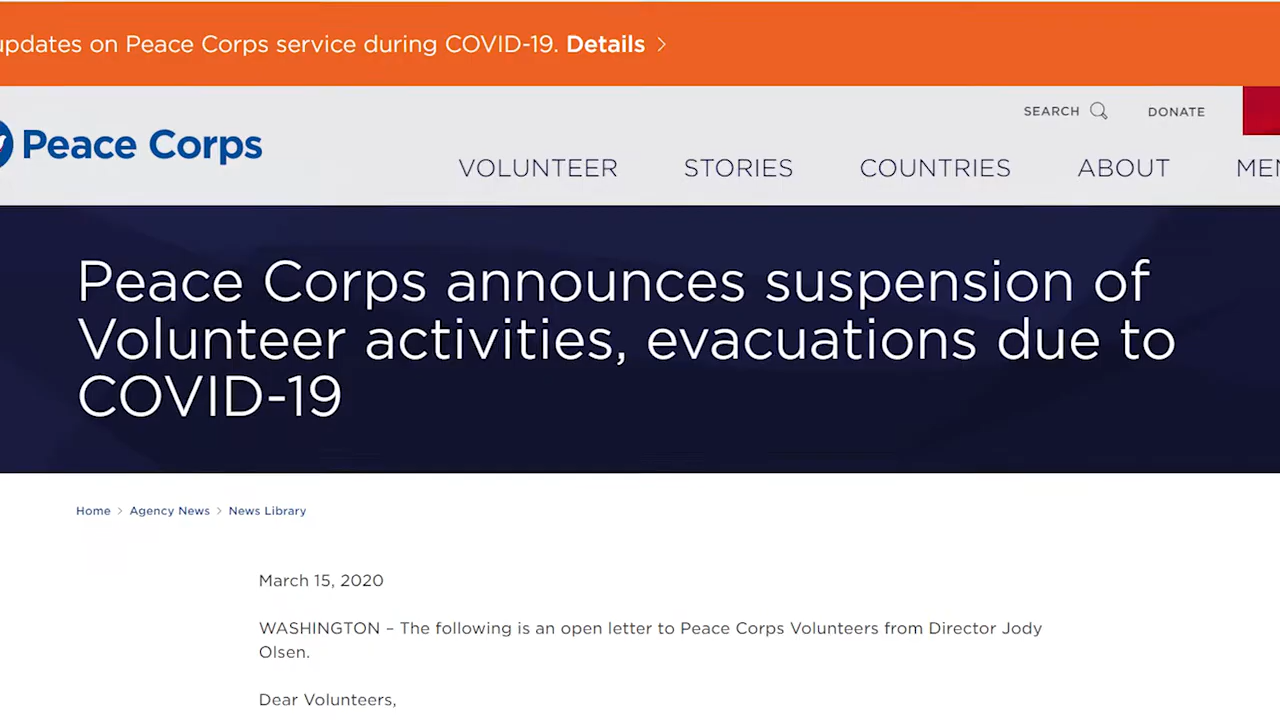 updates on Peace Corps service during COVID-19. Details >
SEARCH
DONATE
Peace Corps
VOLUNTEER
STORIES
COUNTRIES
ABOUT
Peace Corps announces suspension of
Volunteer activities, evacuations due to
COVID-19
Home > Agency News > News Library
March 15, 2020
WASHINGTON – The following is an open letter to Peace Corps Volunteers from Director Jody
Olsen.
Dear Volunteers,